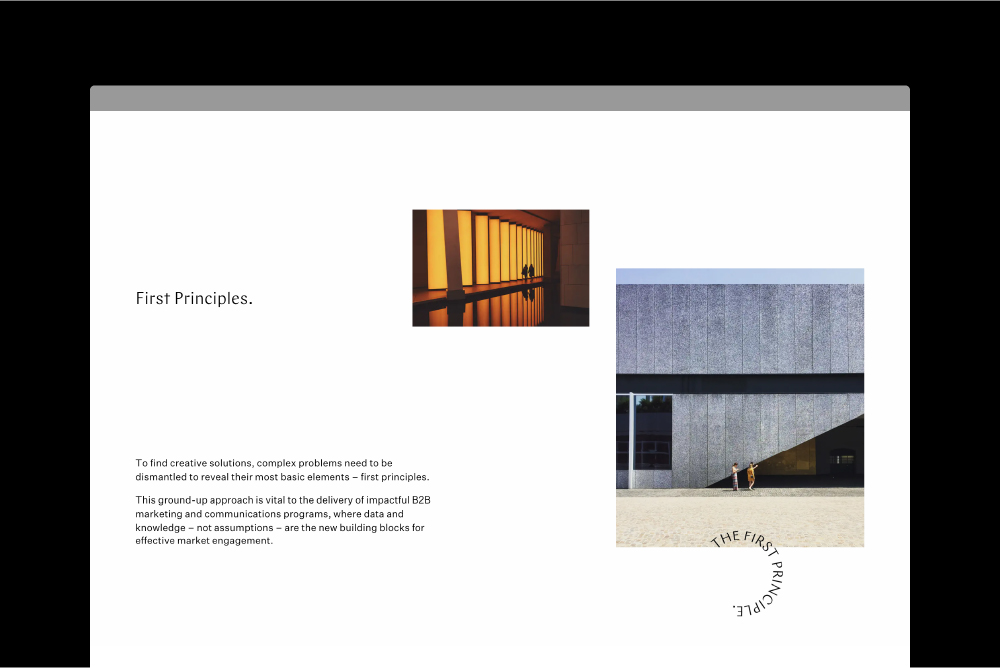 First Principles.
To find creative solutions, complex problems need to be
dismantled to reveal their most basic elements – first principles.
This ground-up approach is vital to the delivery of impactful B2B
marketing and communications programs, where data and
knowledge – not assumptions – are the new building blocks for
effective market engagement.
THE FIRST PRINCIPLE.